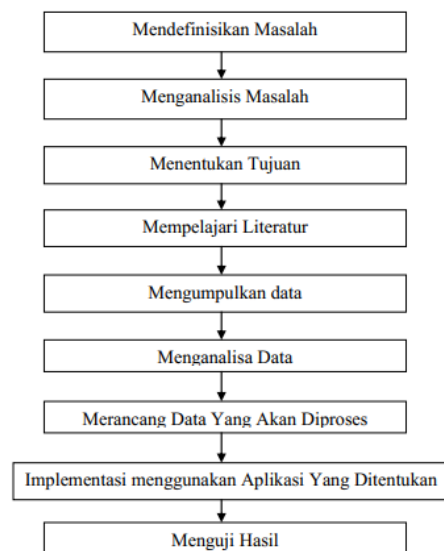 Mendefinisikan Masalah
Menganalisis Masalah
Menentukan Tujuan
Mempelajari Literatur
Mengumpulkan data
Menganalisa Data
Merancang Data Yang Akan Diproses
Implementasi menggunakan Aplikasi Yang Ditentukan
Menguji Hasil